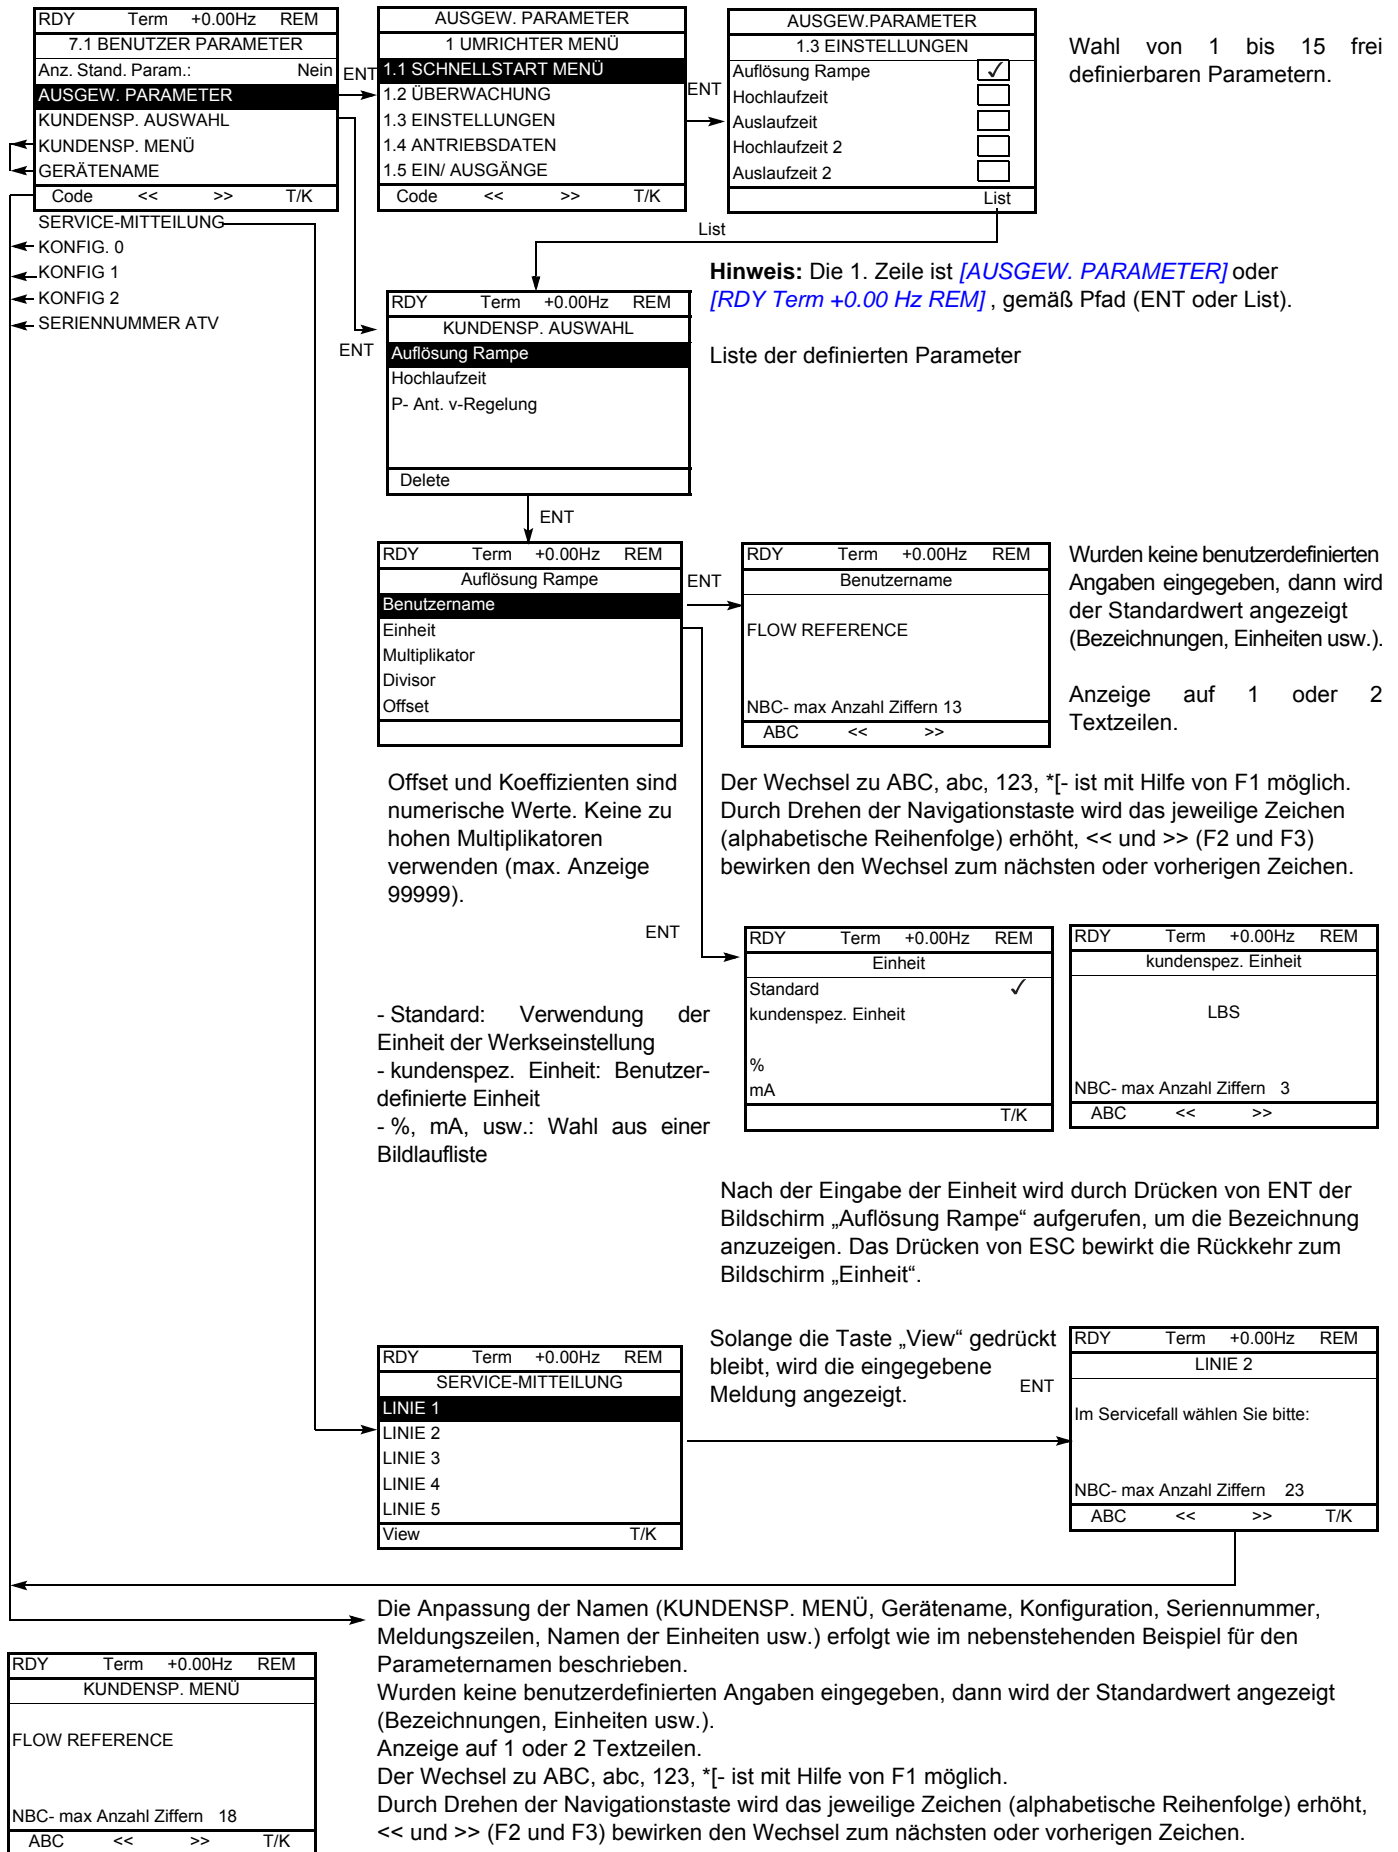 RDY Term +0.00Hz REM
7.1 BENUTZER PARAMETER
Anz. Stand. Param.: Nein
AUSGEW. PARAMETER
KUNDENSP. AUSWAHL
KUNDENSP. MENÜ
GERÄTENAME
Code << >> T/K
SERVICE-MITTEILUNG
KONFIG. 0
KONFIG 1
KONFIG 2
SERIENNUMMER ATV
ENT
AUSGEW. PARAMETER
1 UMRICHTER MENÜ
1.1 SCHNELLSTART MENÜ
1.2 ÜBERWACHUNG
1.3 EINSTELLUNGEN
1.4 ANTRIEBSDATEN
1.5 EIN/ AUSGÄNGE
Code << >> T/K
ENT
AUSGEW.PARAMETER
1.3 EINSTELLUNGEN
Auflösung Rampe ✓
Hochlaufzeit
Auslaufzeit
Hochlaufzeit 2
Auslaufzeit 2
List
Wahl von 1 bis 15 frei
definierbaren Parametern.
List
Hinweis: Die 1. Zeile ist [AUSGEW. PARAMETER] oder
[RDY Term +0.00 Hz REM] , gemäß Pfad (ENT oder List).
ENT
RDY Term +0.00Hz REM
KUNDENSP. AUSWAHL
Auflösung Rampe
Hochlaufzeit
P- Ant. v-Regelung
Delete
Liste der definierten Parameter
ENT
RDY Term +0.00Hz REM
Auflösung Rampe
Benutzername
Einheit
Multiplikator
Divisor
Offset
ENT
RDY Term +0.00Hz REM
Benutzername
FLOW REFERENCE
NBC- max Anzahl Ziffern 13
ABC << >>
Wurden keine benutzerdefinierten
Angaben eingegeben, dann wird
der Standardwert angezeigt
(Bezeichnungen, Einheiten usw.).
Anzeige auf 1 oder 2
Textzeilen.
Offset und Koeffizienten sind
numerische Werte. Keine zu
hohen Multiplikatoren
verwenden (max. Anzeige
99999).
Der Wechsel zu ABC, abc, 123, *[- ist mit Hilfe von F1 möglich.
Durch Drehen der Navigationstaste wird das jeweilige Zeichen
(alphabetische Reihenfolge) erhöht, << und >> (F2 und F3)
bewirken den Wechsel zum nächsten oder vorherigen Zeichen.
ENT
RDY Term +0.00Hz REM
Einheit
Standard ✓
kundenspez. Einheit
%
mA
T/K
RDY Term +0.00Hz REM
kundenspez. Einheit
LBS
NBC- max Anzahl Ziffern 3
ABC << >>
- Standard: Verwendung der
Einheit der Werkseinstellung
- kundenspez. Einheit: Benutzer-
definierte Einheit
- %, mA, usw.: Wahl aus einer
Bildlaufliste
Nach der Eingabe der Einheit wird durch Drücken von ENT der
Bildschirm „Auflösung Rampe“ aufgerufen, um die Bezeichnung
anzuzeigen. Das Drücken von ESC bewirkt die Rückkehr zum
Bildschirm „Einheit“.
RDY Term +0.00Hz REM
SERVICE-MITTEILUNG
LINIE 1
LINIE 2
LINIE 3
LINIE 4
LINIE 5
View T/K
Solange die Taste „View“ gedrückt
bleibt, wird die eingegebene
Meldung angezeigt.
ENT
RDY Term +0.00Hz REM
LINIE 2
Im Servicefall wählen Sie bitte:
NBC- max Anzahl Ziffern 23
ABC << >> T/K
Die Anpassung der Namen (KUNDENSP. MENÜ, Gerätename, Konfiguration, Seriennummer,
Meldungszeilen, Namen der Einheiten usw.) erfolgt wie im nebenstehenden Beispiel für den
Parameternamen beschrieben.
Wurden keine benutzerdefinierten Angaben eingegeben, dann wird der Standardwert angezeigt
(Bezeichnungen, Einheiten usw.).
Anzeige auf 1 oder 2 Textzeilen.
Der Wechsel zu ABC, abc, 123, *[- ist mit Hilfe von F1 möglich.
Durch Drehen der Navigationstaste wird das jeweilige Zeichen (alphabetische Reihenfolge) erhöht,
<< und >> (F2 und F3) bewirken den Wechsel zum nächsten oder vorherigen Zeichen.
RDY Term +0.00Hz REM
KUNDENSP. MENÜ
FLOW REFERENCE
NBC- max Anzahl Ziffern 18
ABC << >> T/K